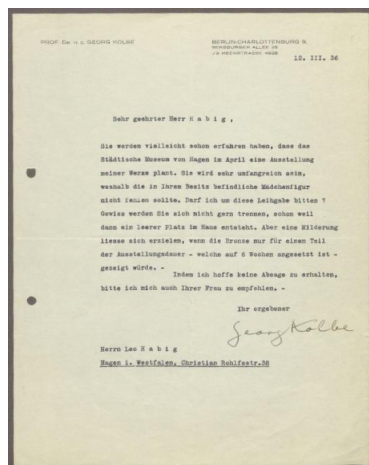 PROF. DR. H. C. GEORG KOLBE
BERLIN-CHARLOTTENBURG 9,
SENSBURGER ALLEE 26
12. III. 36
Sehr geehrter Herr K a b i g ,
Sie werden vielleicht schon erfahren haben, dass das
Städtische Museum von Hagen im April eine Ausstellung
meiner Werke plant. Sie wird sehr umfangreich sein,
weshalb die in Ihrem Besitz befindliche Mädchenfigur
nicht fehlen sollte. Darf ich um diese Leihgabe bitten ?
Gewiss werden Sie sich nicht gern trennen, schon weil
dann ein leerer Platz im Haus entsteht. Aber eine Milderung
liesse sich erzielen, wenn die Bronze nur für einen Teil
der Ausstellungsdauer - welche auf 6 Wochen angesetzt ist -
gezeigt würde. -
Indem ich hoffe keine Absage zu erhalten,
bitte ich mich auch Ihrer Frau zu empfehlen. -
Ihr ergebener
Georg Kolbe
Herrn Leo K a b i g
Hagen i. Westfalen, Christian Rohlfsstr.38